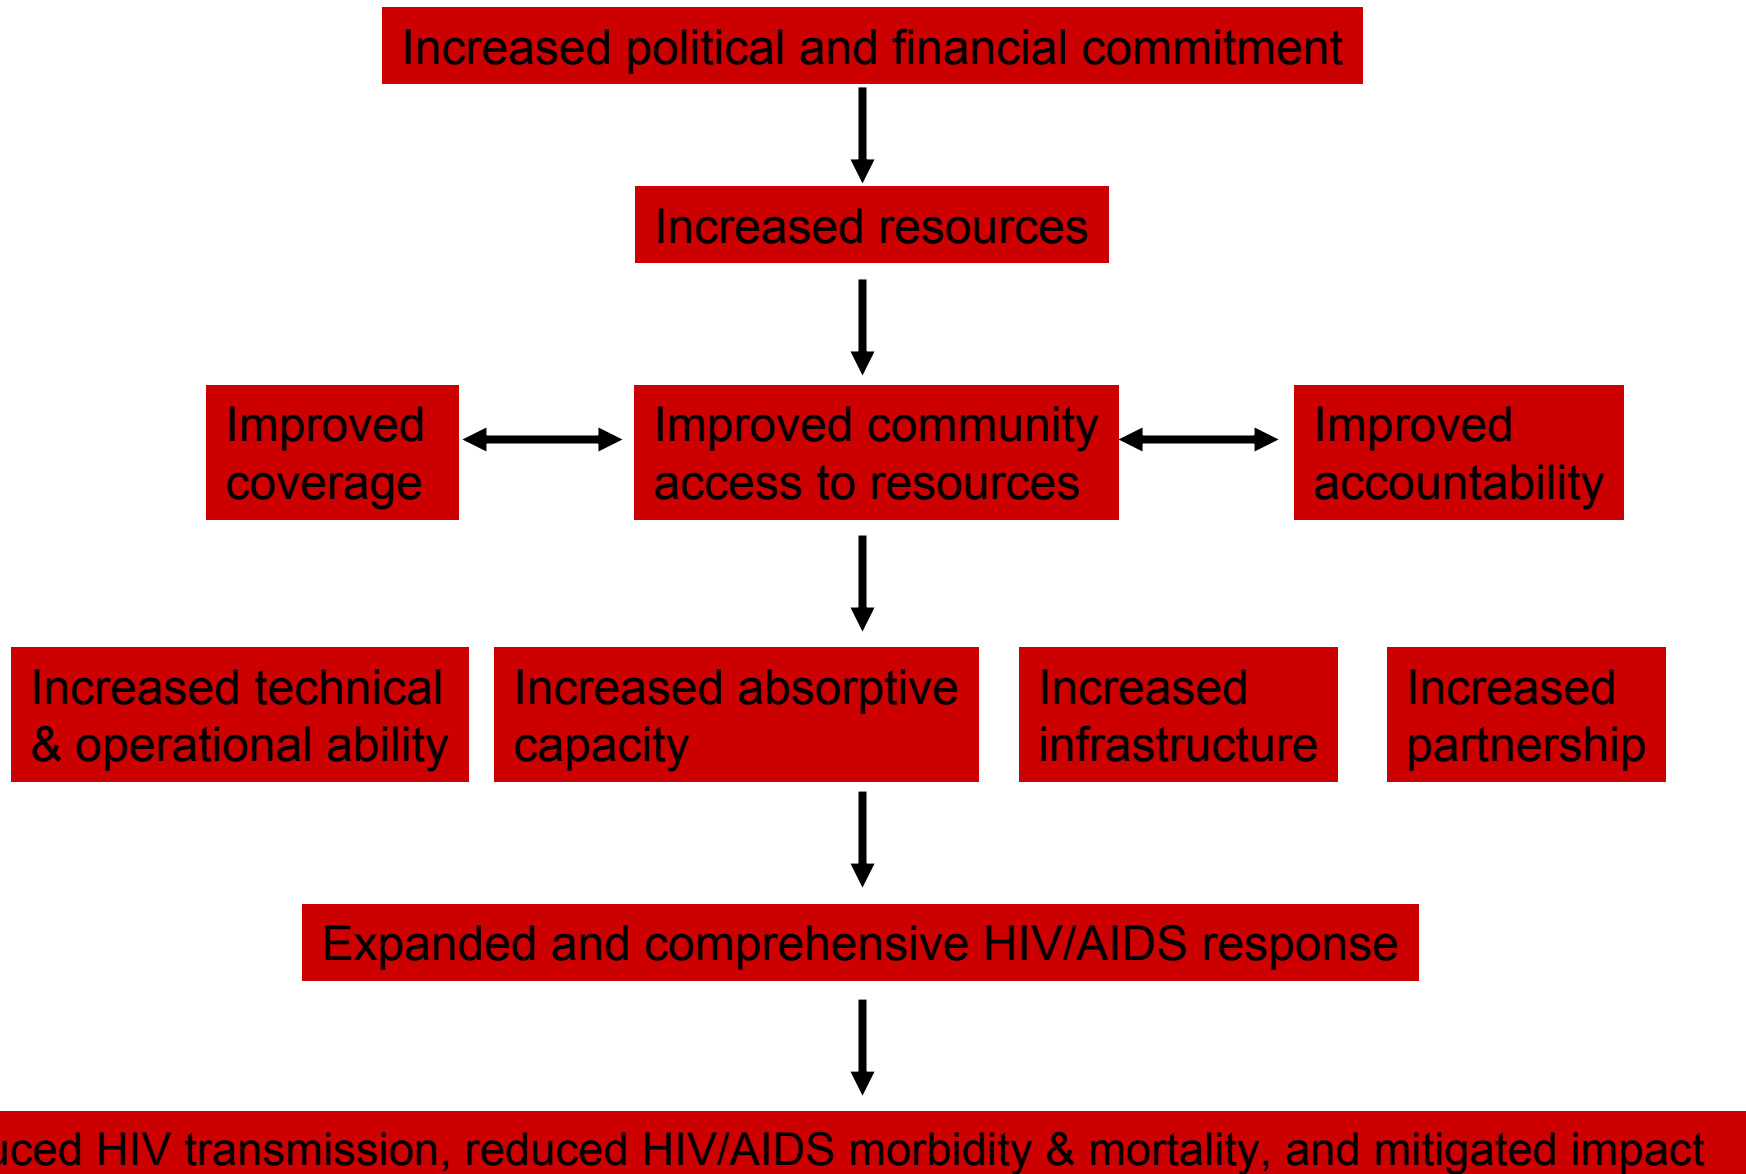 Increased political and financial commitment
Increased resources
Improved
coverage
Improved community
access to resources
Improved
accountability
Increased technical
& operational ability
Increased absorptive
capacity
Increased
infrastructure
Increased
partnership
Expanded and comprehensive HIV/AIDS response
HIV transmission, reduced HIV/AIDS morbidity & mortality, and mitigated impact